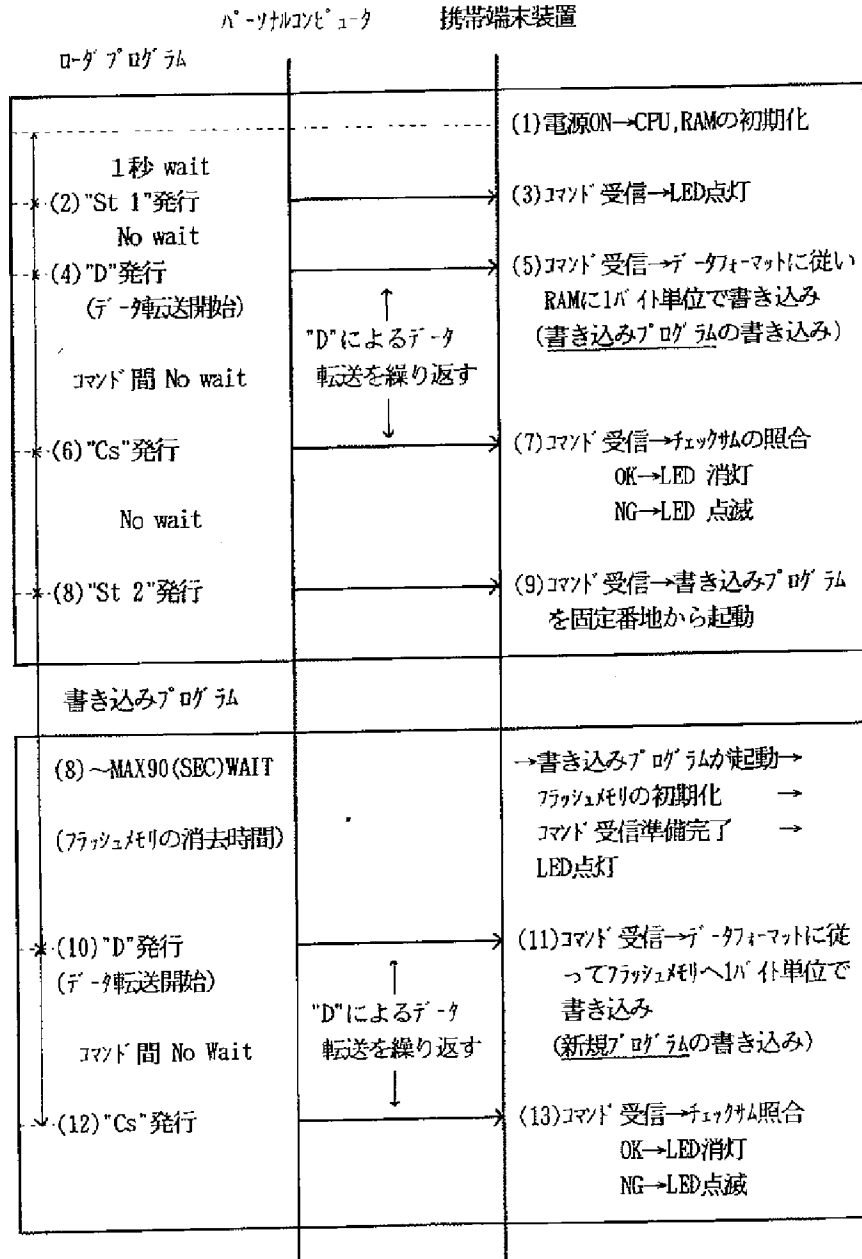 パーソナルコンピュータ 携帯端末装置
ローダプログラム
(1)電源ON→CPU,RAMの初期化
1秒 wait
(2)"St 1"発行 (3)コマンド受信→LED点灯
No wait
(4)"D"発行 (5)コマンド受信→データフォーマットに従い
(データ転送開始) RAMに1バイト単位で書き込み
"D"によるデータ (書き込みプログラムの書き込み)
コマンド間 No wait 転送を繰り返す
(6)"Cs"発行 (7)コマンド受信→チェックサムの照合
OK→LED 消灯
No wait NG→LED 点滅
(8)"St 2"発行 (9)コマンド受信→書き込みプログラム
を固定番地から起動
書き込みプログラム
(8)~MAX90(SEC)WAIT →書き込みプログラムが起動→
フラッシュメモリの初期化 →
(フラッシュメモリの消去時間) コマンド受信準備完了 →
LED点灯
(10)"D"発行 (11)コマンド受信→データフォーマットに従
(データ転送開始) ってフラッシュメモリへ1バイト単位で
"D"によるデータ 書き込み
コマンド間 No Wait 転送を繰り返す (新規プログラムの書き込み)
(12)"Cs"発行 (13)コマンド受信→チェックサム照合
OK→LED消灯
NG→LED点滅